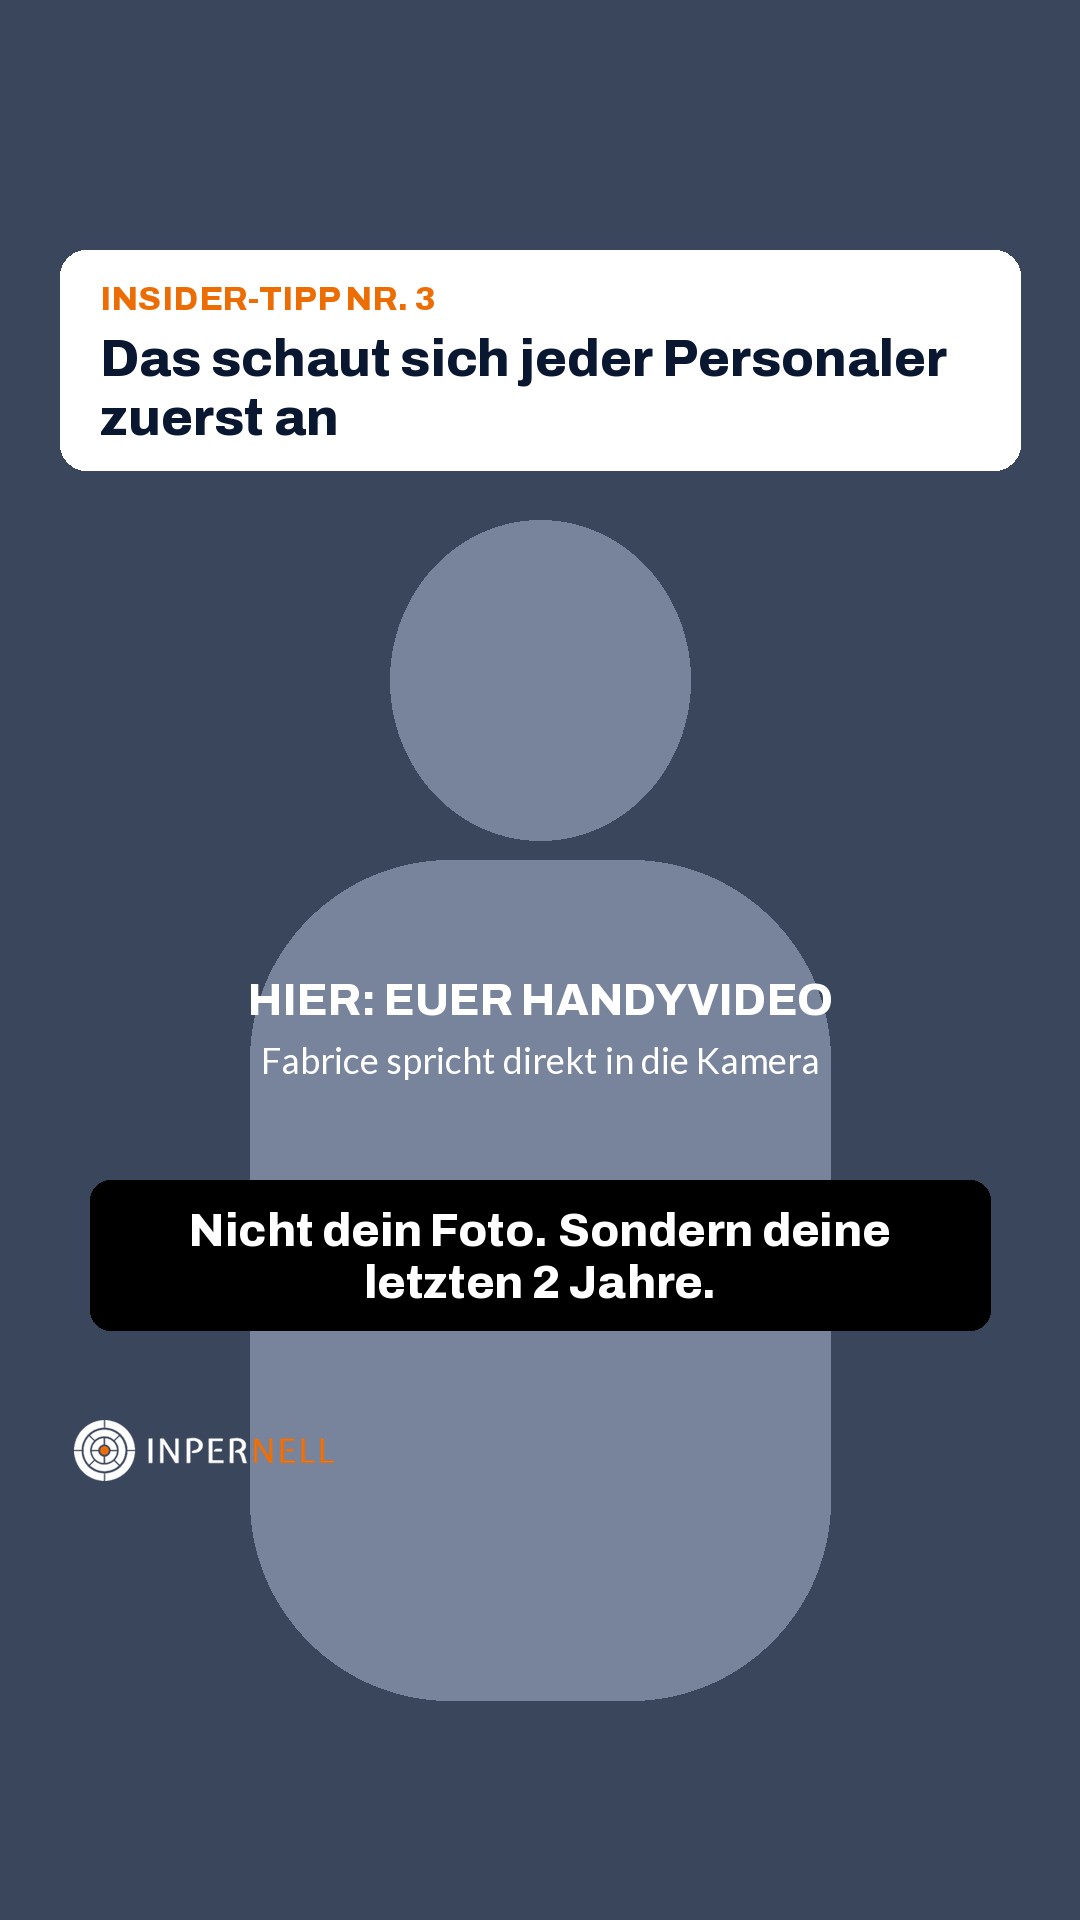 INSIDER-TIPP NR. 3
Das schaut sich jeder Personaler
zuerst an
HIER: EUER HANDYVIDEO
Fabrice spricht direkt in die Kamera
Nicht dein Foto. Sondern deine
letzten 2 Jahre.
INPERNELL